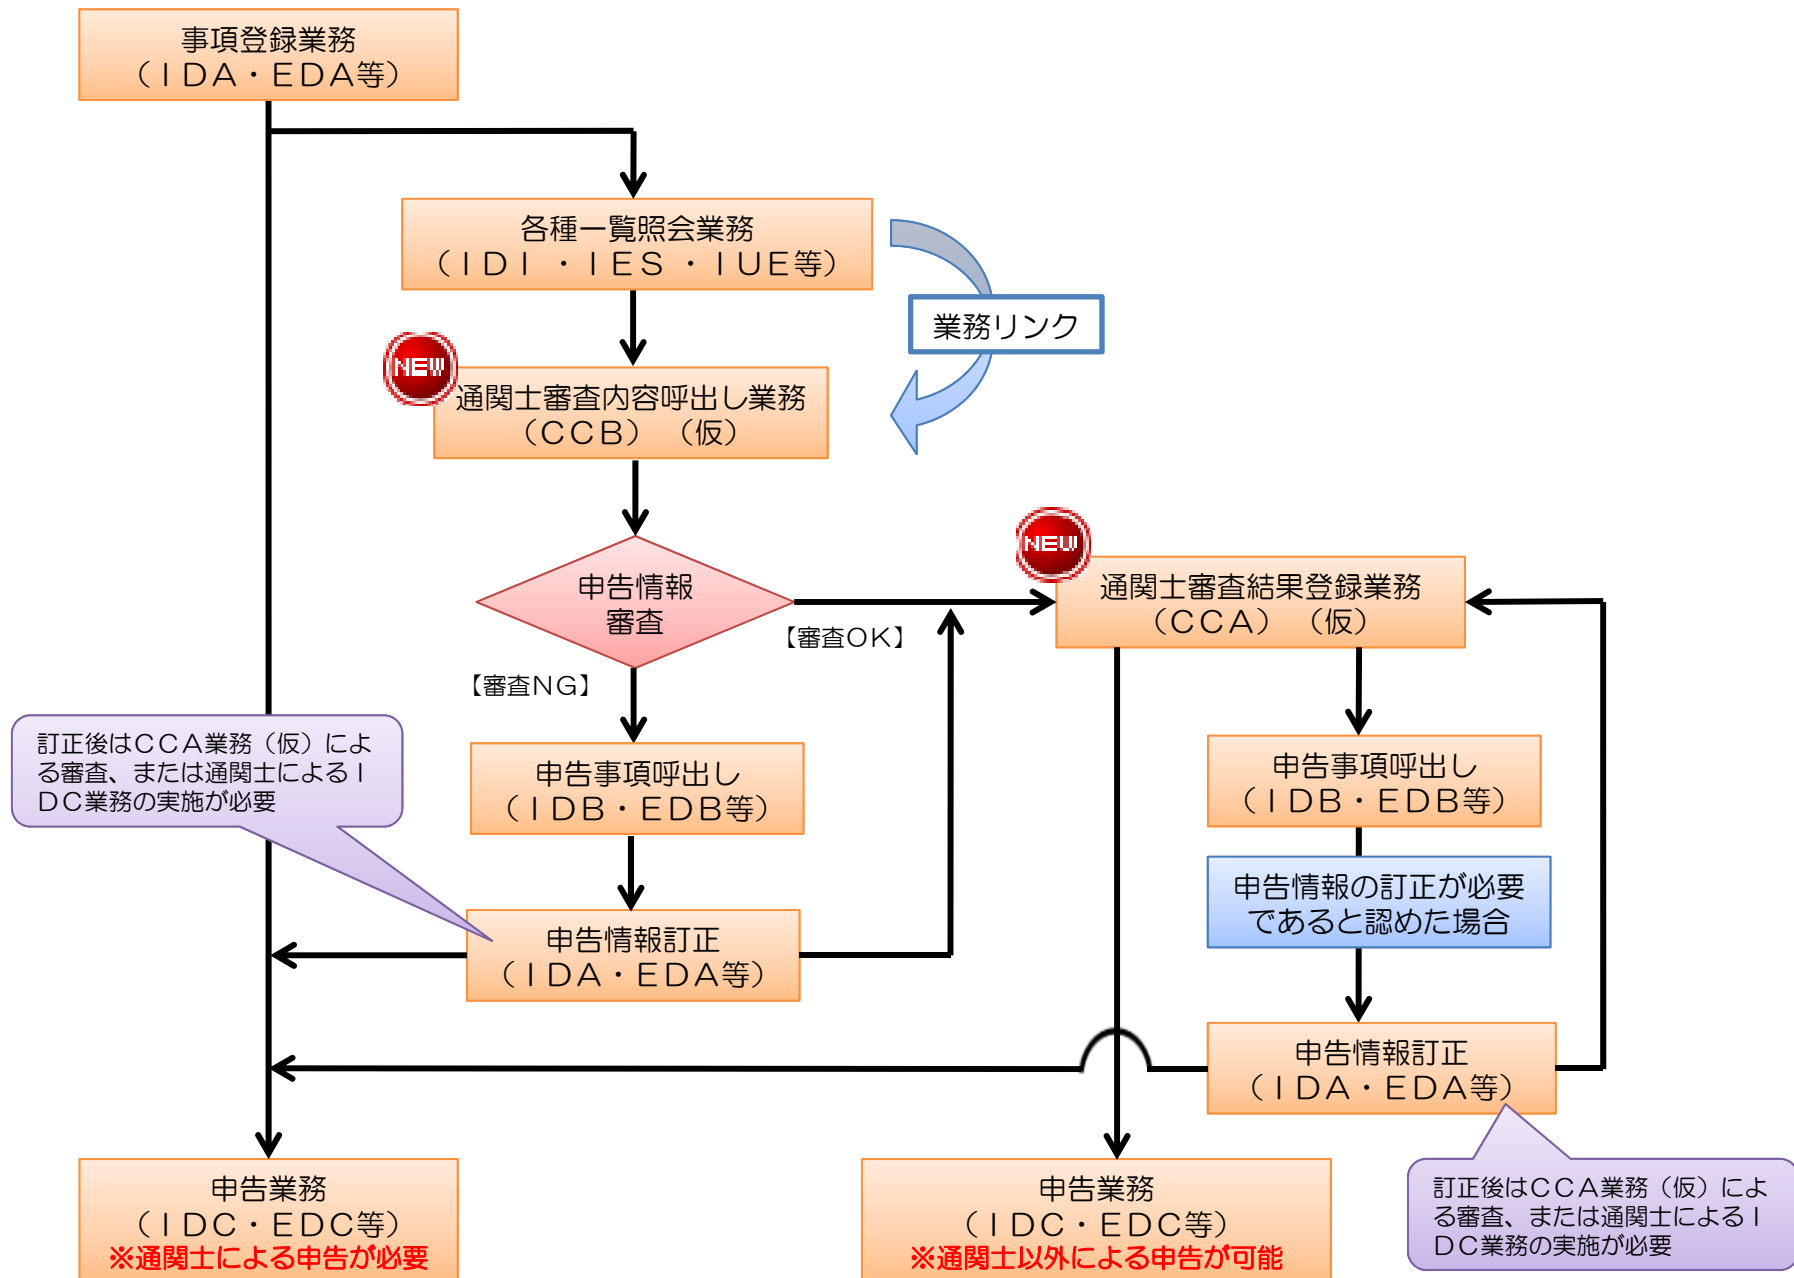 事項登録業務
（ＩＤＡ・ＥＤＡ等）
各種一覧照会業務
（ＩＤＩ・ＩＥＳ・ＩＵＥ等）
業務リンク
NEW
通関士審査内容呼出し業務
（ＣＣＢ）（仮）
申告情報
審査
【審査ＯＫ】
【審査ＮＧ】
NEW
通関士審査結果登録業務
（ＣＣＡ）（仮）
訂正後はＣＣＡ業務（仮）によ
る審査、または通関士によるＩ
ＤＣ業務の実施が必要
申告事項呼出し
（ＩＤＢ・ＥＤＢ等）
申告情報訂正
（ＩＤＡ・ＥＤＡ等）
申告事項呼出し
（ＩＤＢ・ＥＤＢ等）
申告情報の訂正が必要
であると認めた場合
申告情報訂正
（ＩＤＡ・ＥＤＡ等）
申告業務
（ＩＤＣ・ＥＤＣ等）
※通関士による申告が必要
申告業務
（ＩＤＣ・ＥＤＣ等）
※通関士以外による申告が可能
訂正後はＣＣＡ業務（仮）によ
る審査、または通関士によるＩ
ＤＣ業務の実施が必要